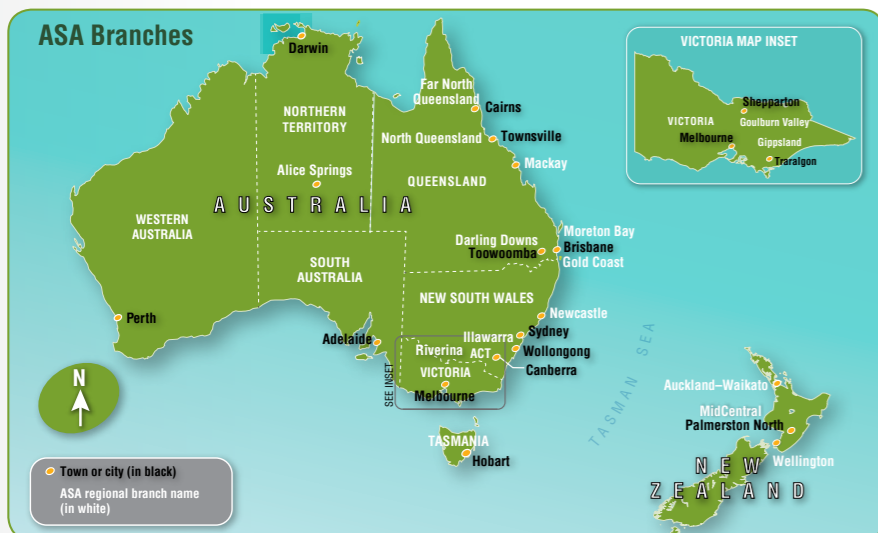 ASA Branches
Darwin
NORTHERN
TERRITORY
Alice Springs
Far North
Queensland
Cairns
North Queensland
Townsville
Mackay
QUEENSLAND
AUSTRALIA
WESTERN
AUSTRALIA
SOUTH
AUSTRALIA
Darling Downs
Toowoomba
Moreton Bay
Brisbane
Gold Coast
NEW SOUTH WALES
Newcastle
Perth
Adelaide
Illawarra
Sydney
Riverina
ACT
Wollongong
Canberra
VICTORIA
Melbourne
SEE INSET
TASMANIA
Hobart
TASMAN SEA
Auckland–Waikato
MidCentral
Palmerston North
Wellington
NEW
ZEALAND
VICTORIA MAP INSET
Shepparton
VICTORIA
Goulburn Valley
Melbourne
Gippsland
Traralgon
N
Town or city (in black)
ASA regional branch name
(in white)